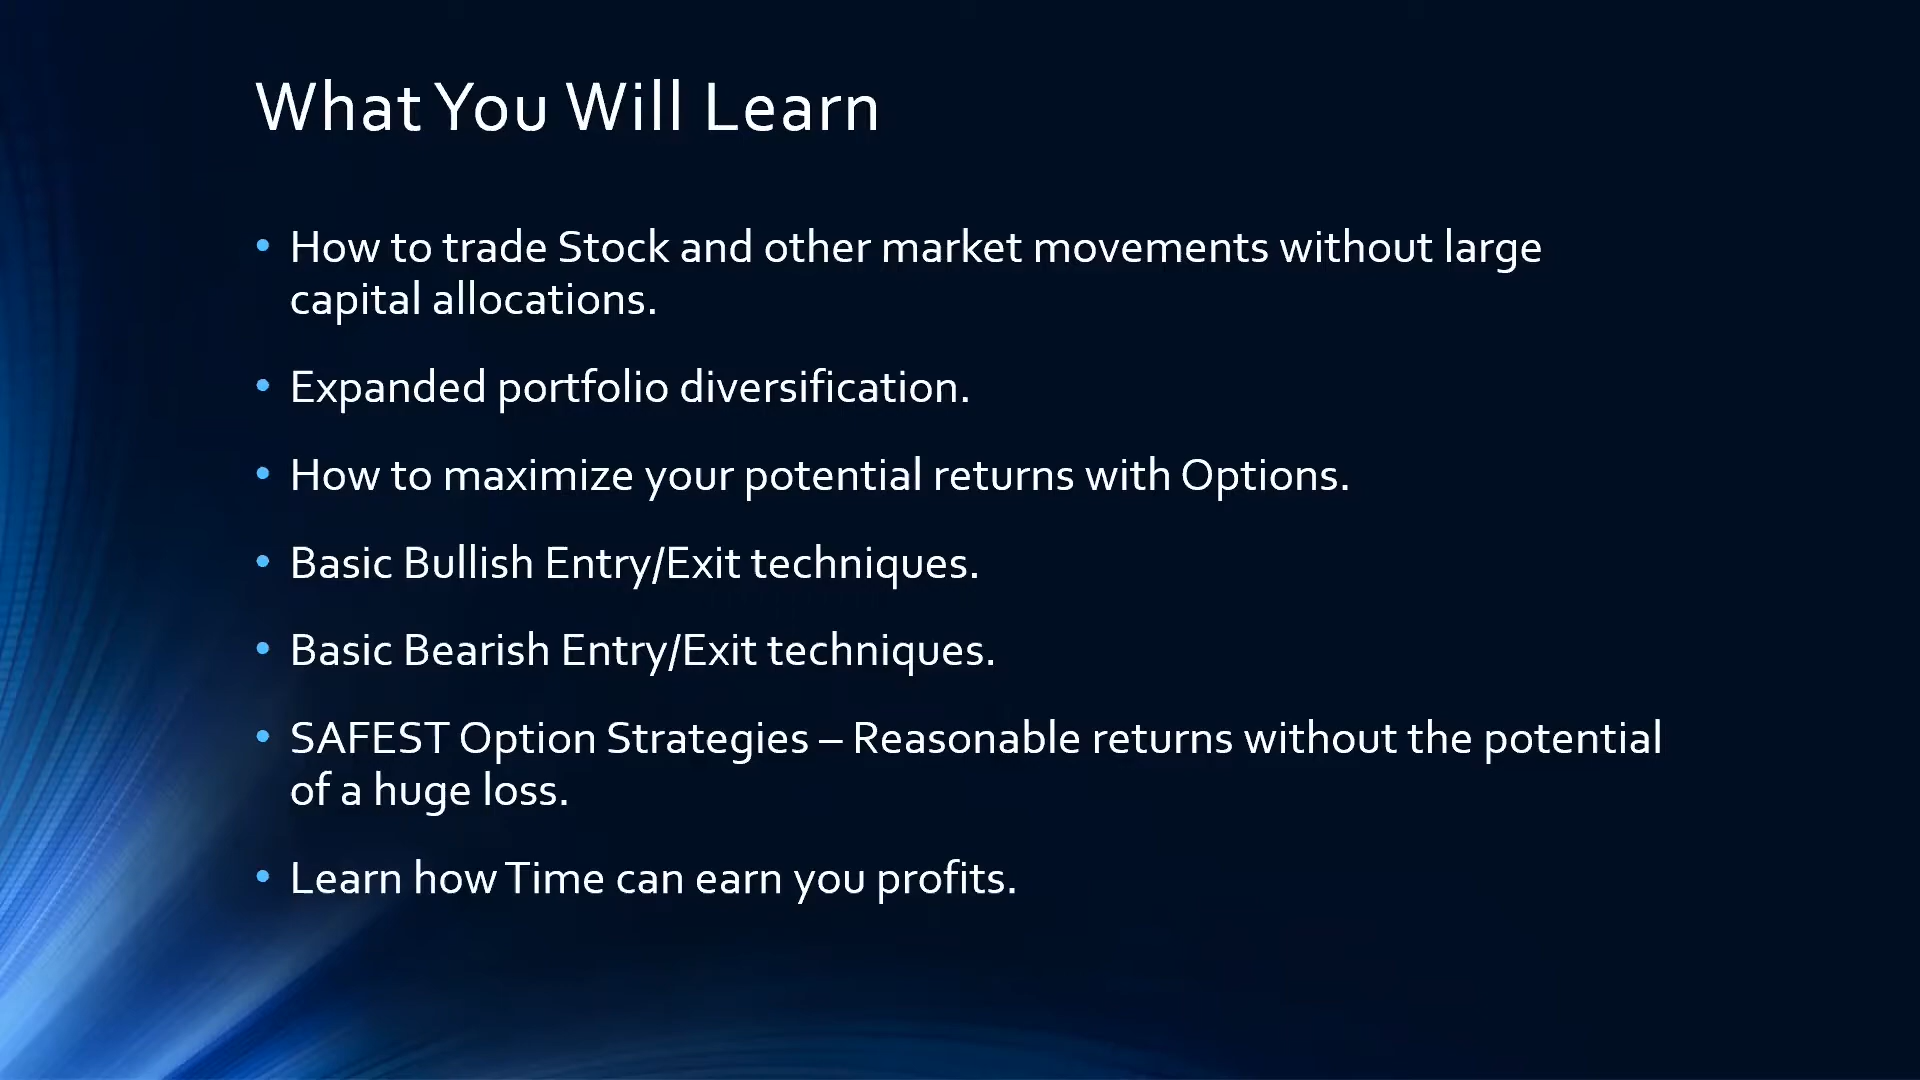 What You Will Learn
• How to trade Stock and other market movements without large
capital allocations.
• Expanded portfolio diversification.
• How to maximize your potential returns with Options.
• Basic Bullish Entry/Exit techniques.
• Basic Bearish Entry/Exit techniques.
• SAFEST Option Strategies – Reasonable returns without the potential
of a huge loss.
• Learn how Time can earn you profits.